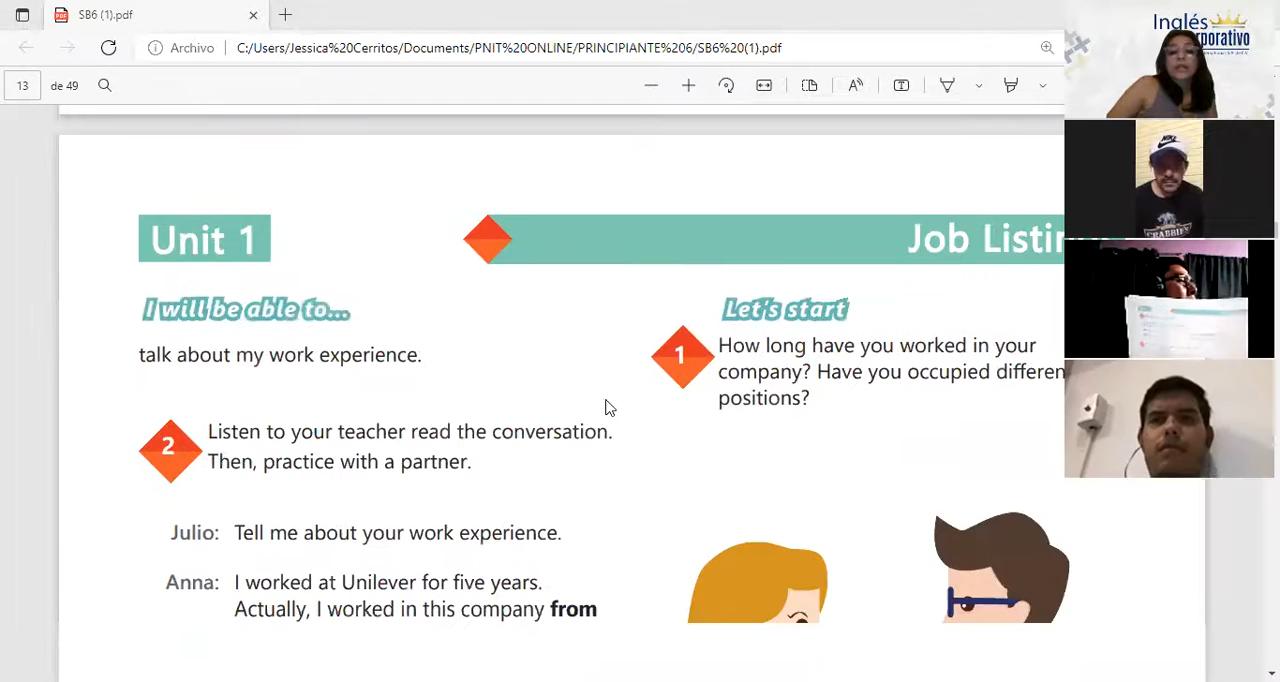 SB6 (1).pdf
Archivo
C:/Users/Jessica%20Cerritos/Documents/PNIT%20ONLINE/PRINCIPIANTE%206/SB6%20(1).pdf
13 de 49
Inglés
NIKE
CRABBIE'S
Unit 1
I will be able to...
talk about my work experience.
Let's start
1 How long have you worked in your
company? Have you occupied differen
positions?
2 Listen to your teacher read the conversation.
Then, practice with a partner.
Julio: Tell me about your work experience.
Anna: I worked at Unilever for five years.
Actually, I worked in this company from